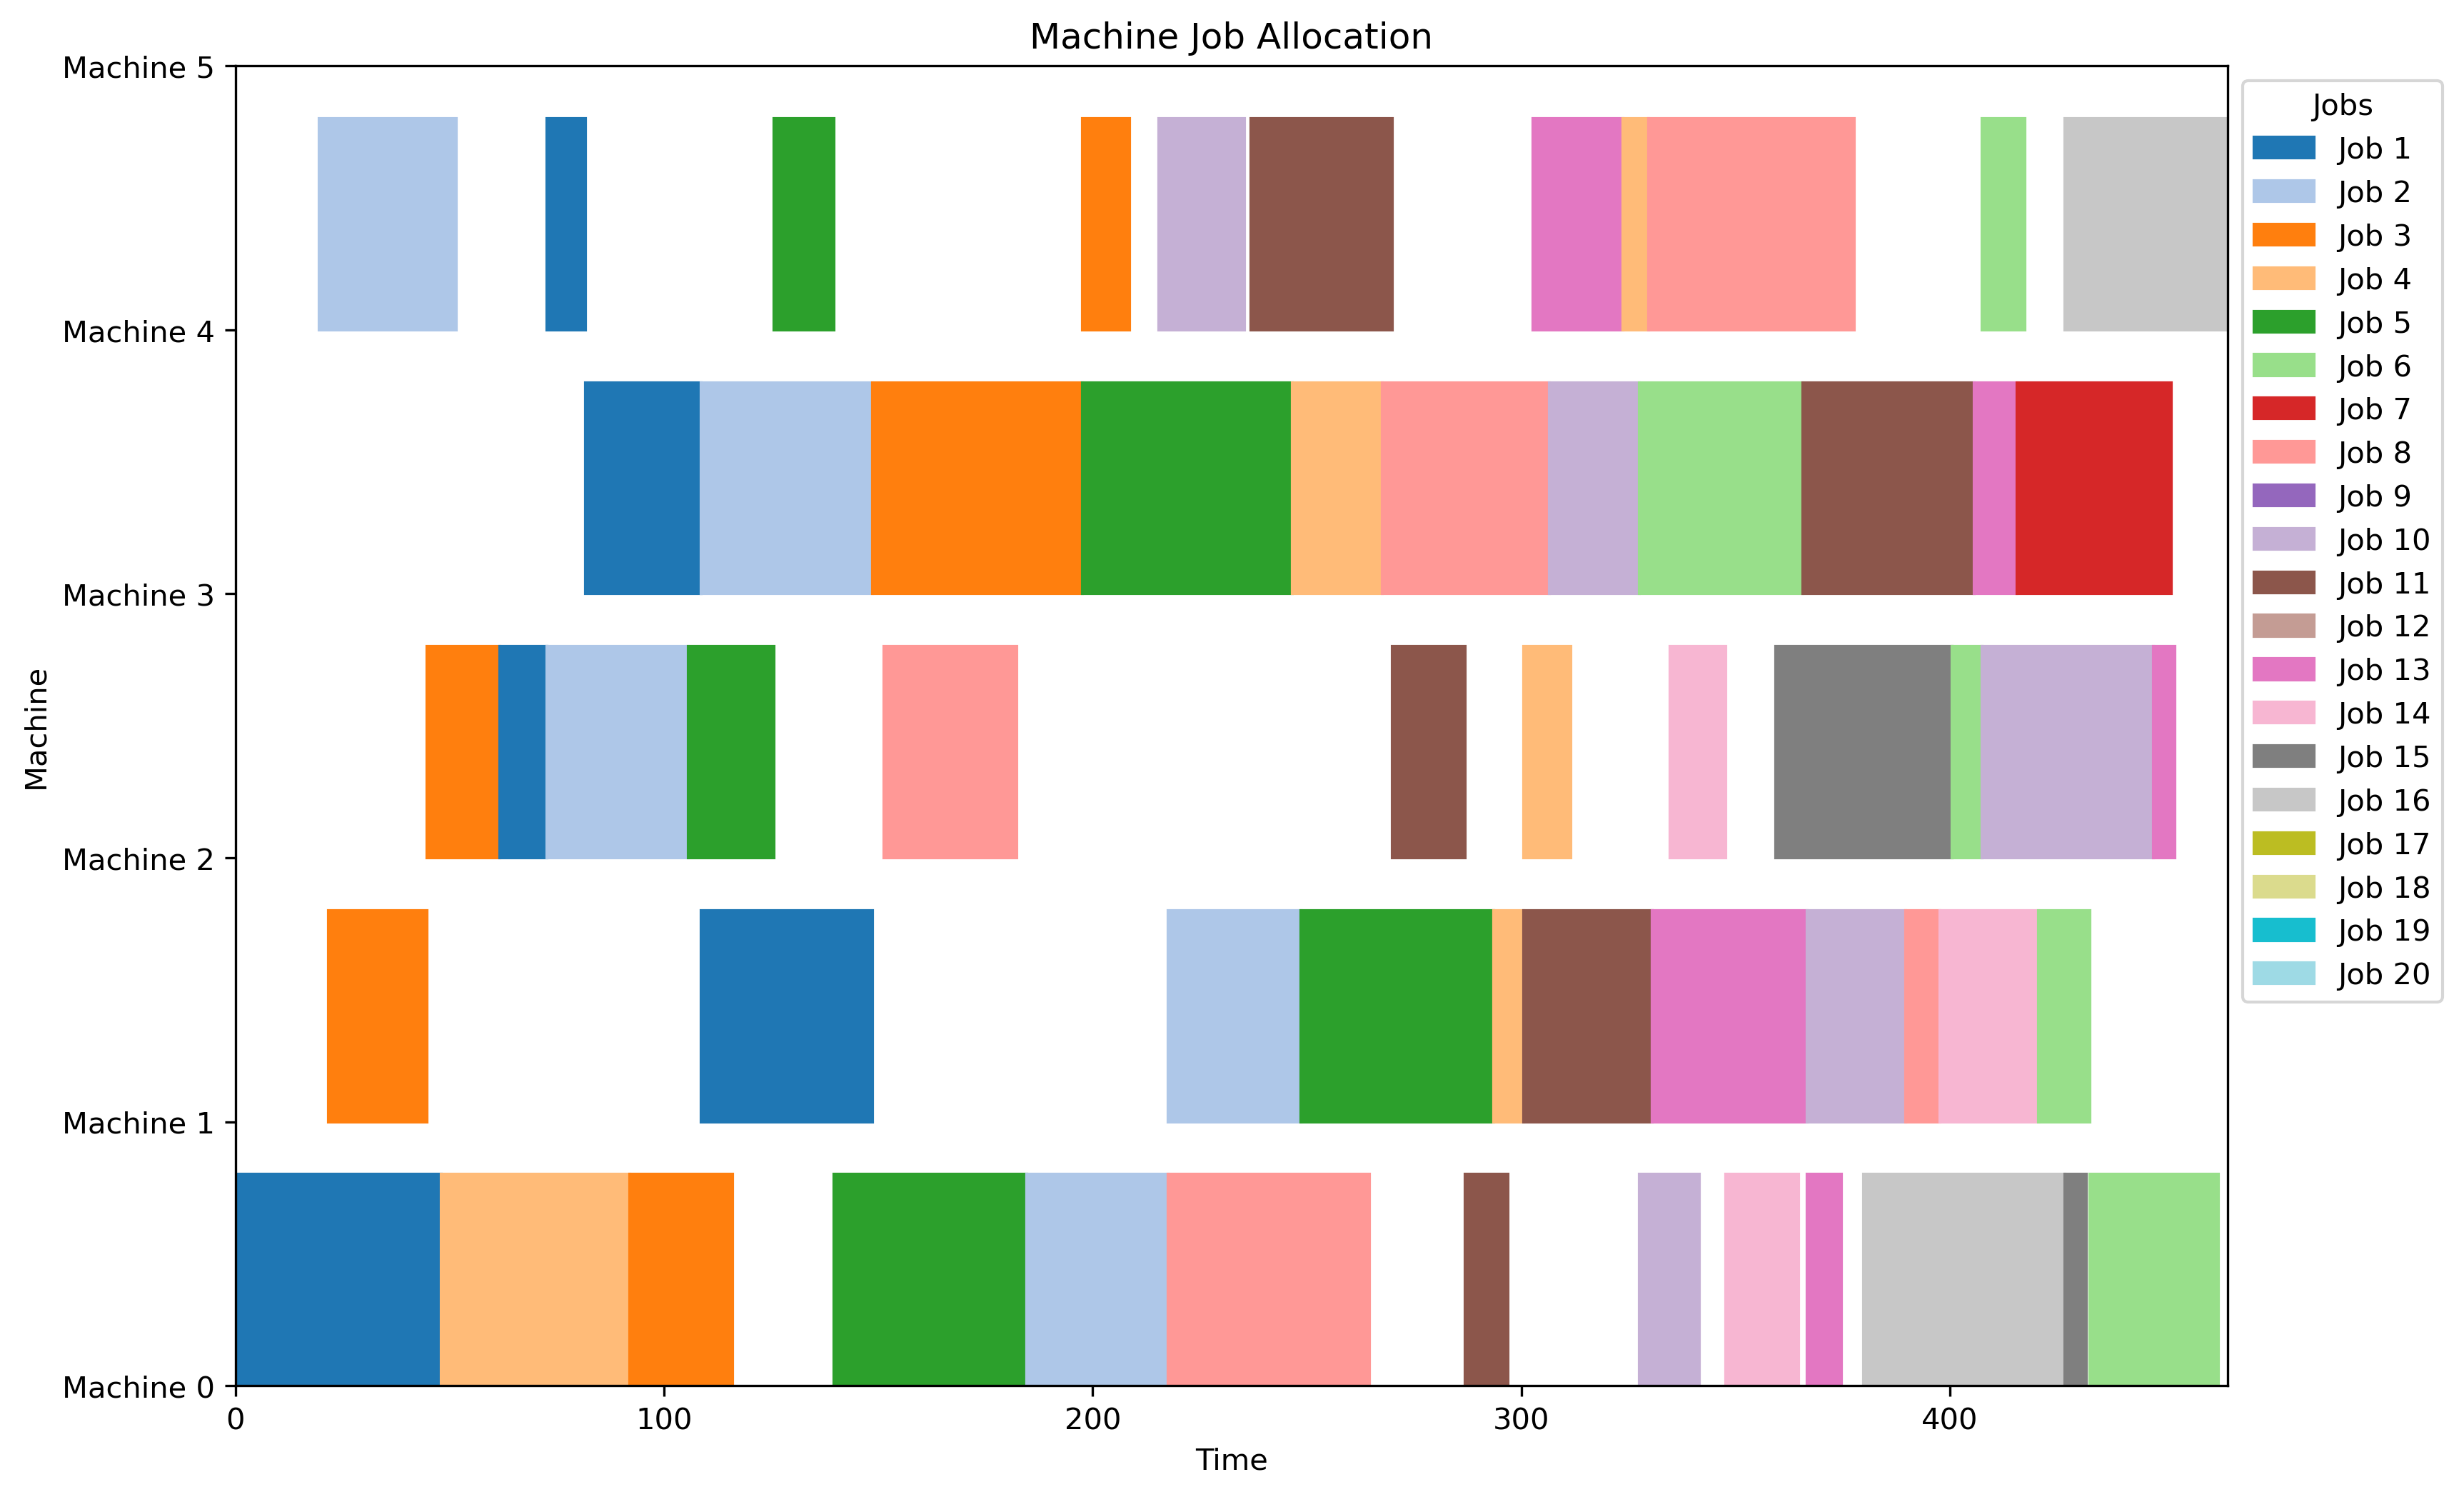 Machine Job Allocation
Machine 5
Machine 4
Machine 3
Machine 2
Machine 1
Machine 0
Machine
0
100
200
300
400
Time
Jobs
Job 1
Job 2
Job 3
Job 4
Job 5
Job 6
Job 7
Job 8
Job 9
Job 10
Job 11
Job 12
Job 13
Job 14
Job 15
Job 16
Job 17
Job 18
Job 19
Job 20